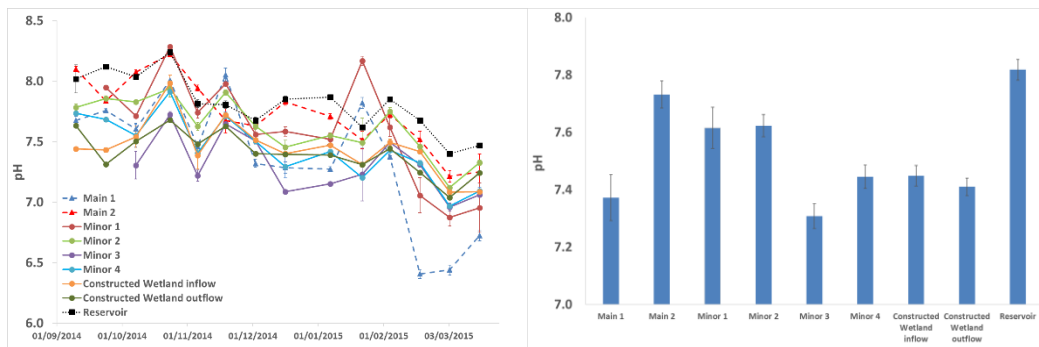 8.5
8.0
7.5
7.0
6.5
6.0
pH
Main 1
Main 2
Minor 1
Minor 2
Minor 3
Minor 4
Constructed Wetland inflow
Constructed Wetland outflow
Reservoir
01/09/2014 01/10/2014 01/11/2014 01/12/2014 01/01/2015 01/02/2015 03/03/2015
8.0
7.8
7.6
7.4
7.2
7.0
pH
Main 1 Main 2 Minor 1 Minor 2 Minor 3 Minor 4 Constructed Constructed Reservoir
Wetland Wetland
inflow outflow